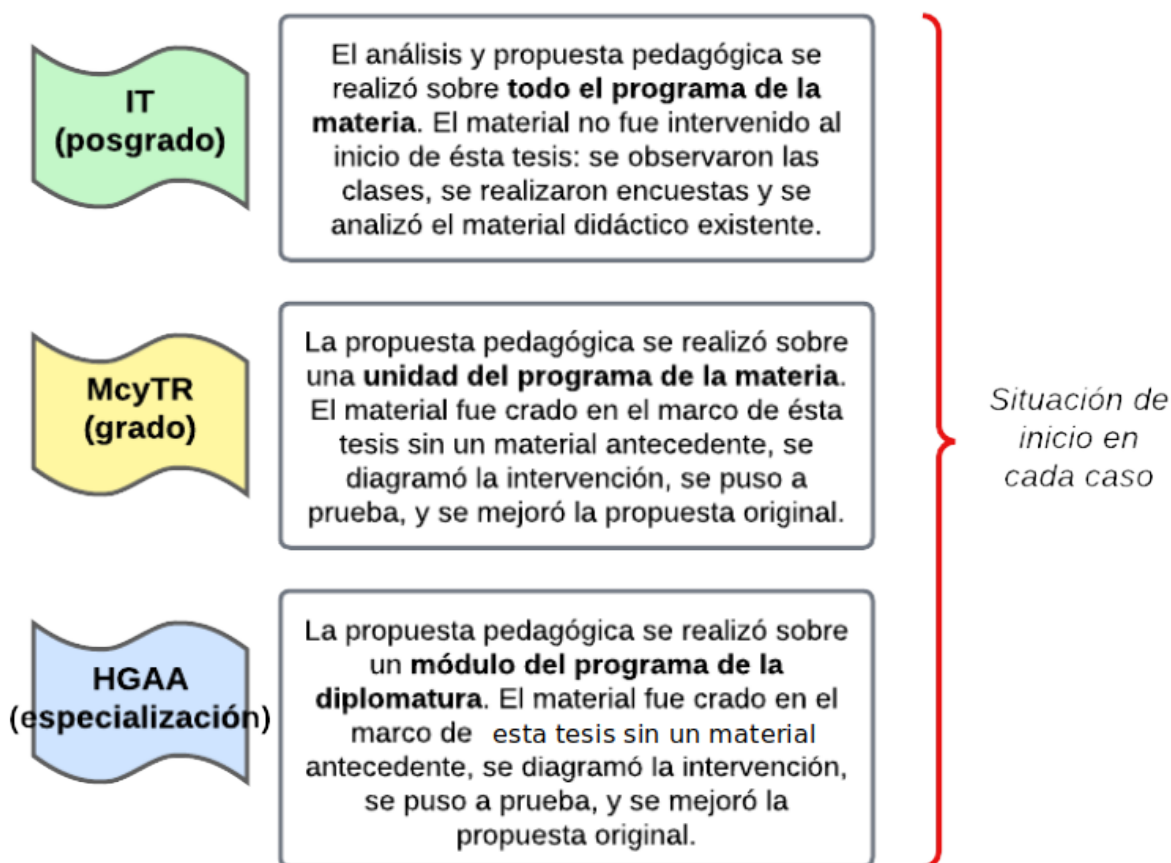 IT
(posgrado)
El análisis y propuesta pedagógica se
realizó sobre todo el programa de la
materia. El material no fue intervenido al
inicio de ésta tesis: se observaron las
clases, se realizaron encuestas y se
analizó el material didáctico existente.
McyTR
(grado)
La propuesta pedagógica se realizó sobre
una unidad del programa de la materia.
El material fue crado en el marco de ésta
tesis sin un material antecedente, se
diagramó la intervención, se puso a
prueba, y se mejoró la propuesta original.
HGAA
(especialización)
La propuesta pedagógica se realizó sobre
un módulo del programa de la
diplomatura. El material fue crado en el
marco de esta tesis sin un material
antecedente, se diagramó la intervención,
se puso a prueba, y se mejoró la
propuesta original.
Situación de
inicio en
cada caso